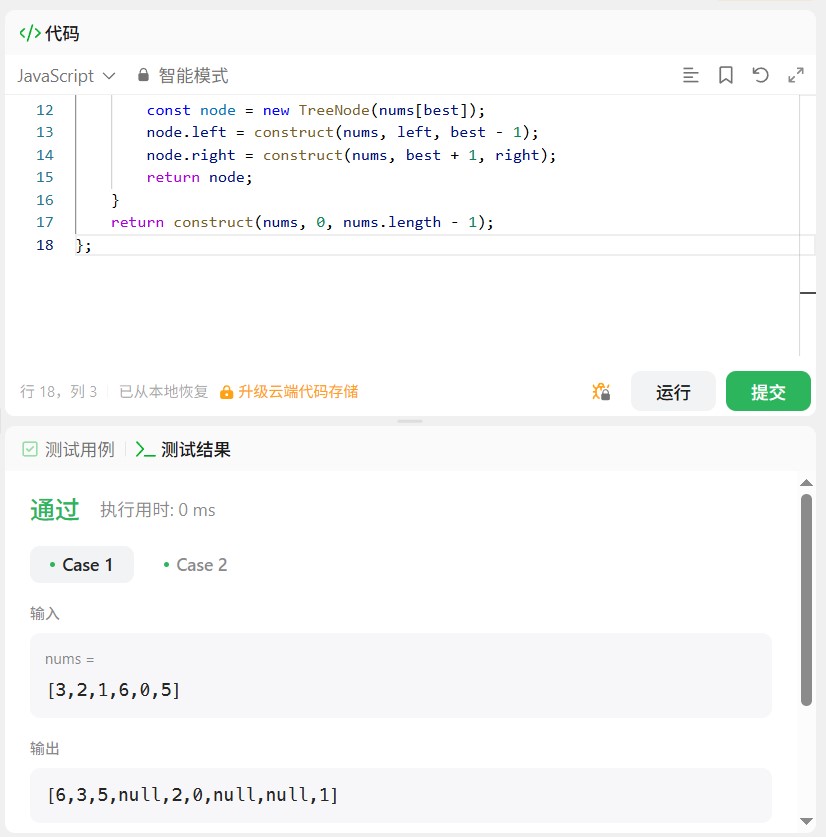 </> 代码
JavaScript 智能模式
12 const node = new TreeNode(nums[best]);
13 node.left = construct(nums, left, best - 1);
14 node.right = construct(nums, best + 1, right);
15 return node;
16 }
17 return construct(nums, 0, nums.length - 1);
18 };
行 18，列 3 已从本地恢复 升级云端代码存储 运行 提交
测试用例 >_ 测试结果
通过 执行用时: 0 ms
• Case 1 • Case 2
输入
nums =
[3,2,1,6,0,5]
输出
[6,3,5,null,2,0,null,null,1]